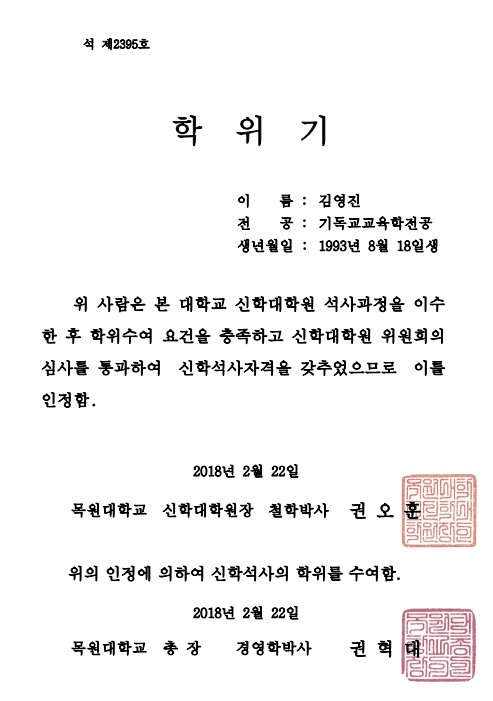 석 제2395호
학 위 기
이 름 : 김영진
전 공 : 기독교교육학전공
생년월일 : 1993년 8월 18일생
위 사람은 본 대학교 신학대학원 석사과정을 이수
한 후 학위수여 요건을 충족하고 신학대학원 위원회의
심사를 통과하여 신학석사자격을 갖추었으므로 이를
인정함.
2018년 2월 22일
목원대학교 신학대학원장 철학박사 권 오 훈
위의 인정에 의하여 신학석사의 학위를 수여함.
2018년 2월 22일
목원대학교 총 장 경영학박사 권 혁 대